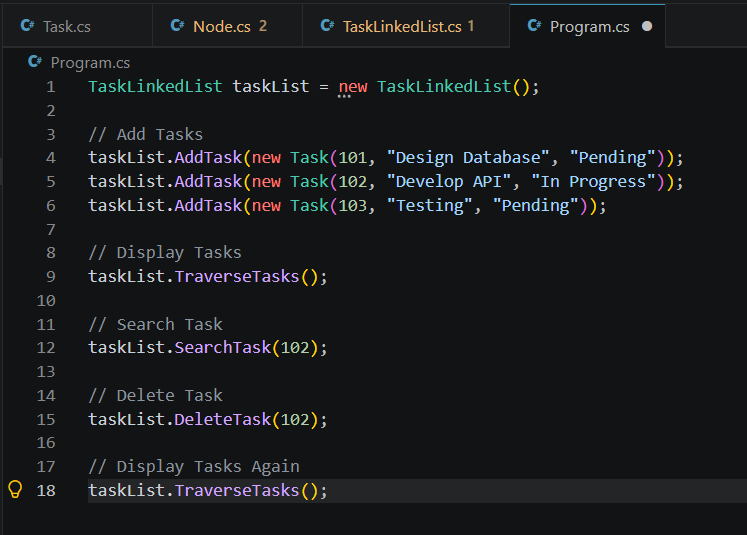 C# Task.cs
C# Node.cs 2
C# TaskLinkedList.cs 1
C# Program.cs
C# Program.cs
1 TaskLinkedList taskList = new TaskLinkedList();
2
3 // Add Tasks
4 taskList.AddTask(new Task(101, "Design Database", "Pending"));
5 taskList.AddTask(new Task(102, "Develop API", "In Progress"));
6 taskList.AddTask(new Task(103, "Testing", "Pending"));
7
8 // Display Tasks
9 taskList.TraverseTasks();
10
11 // Search Task
12 taskList.SearchTask(102);
13
14 // Delete Task
15 taskList.DeleteTask(102);
16
17 // Display Tasks Again
18 taskList.TraverseTasks();